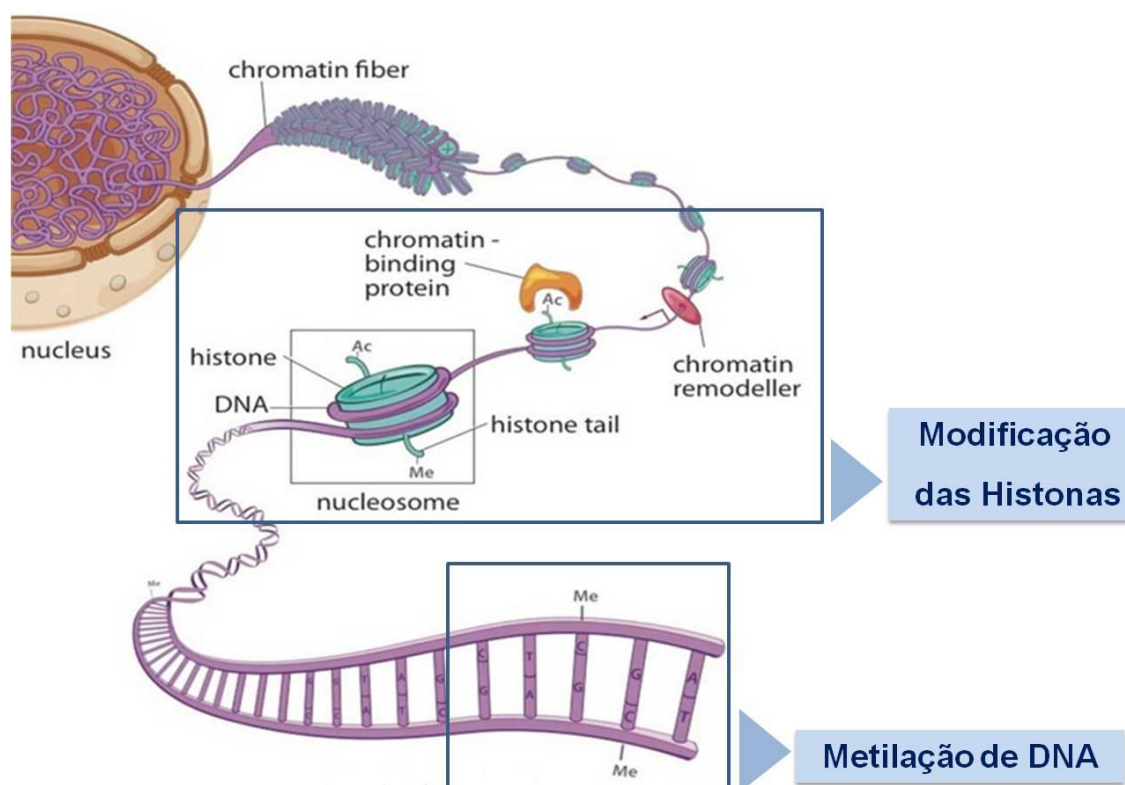 chromatin fiber
nucleus
chromatin -
binding
protein
Ac
chromatin
remodeller
histone
Ac
DNA
histone tail
Me
nucleosome
Modificação
das Histonas
Me
Me
C T C G A
T A G
G A G C T
A T C
Me
Metilação de DNA